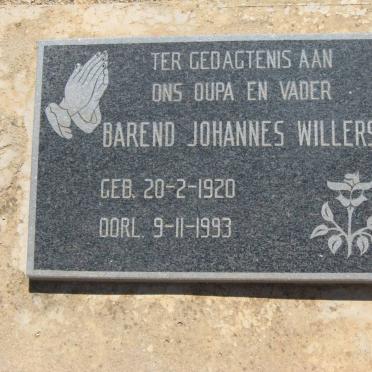 TER GEDAGTENIS AAN
ONS OUPA EN VADER
BAREND JOHANNES WILLERS
GEB. 20-2-1920
OORL. 9-11-1993